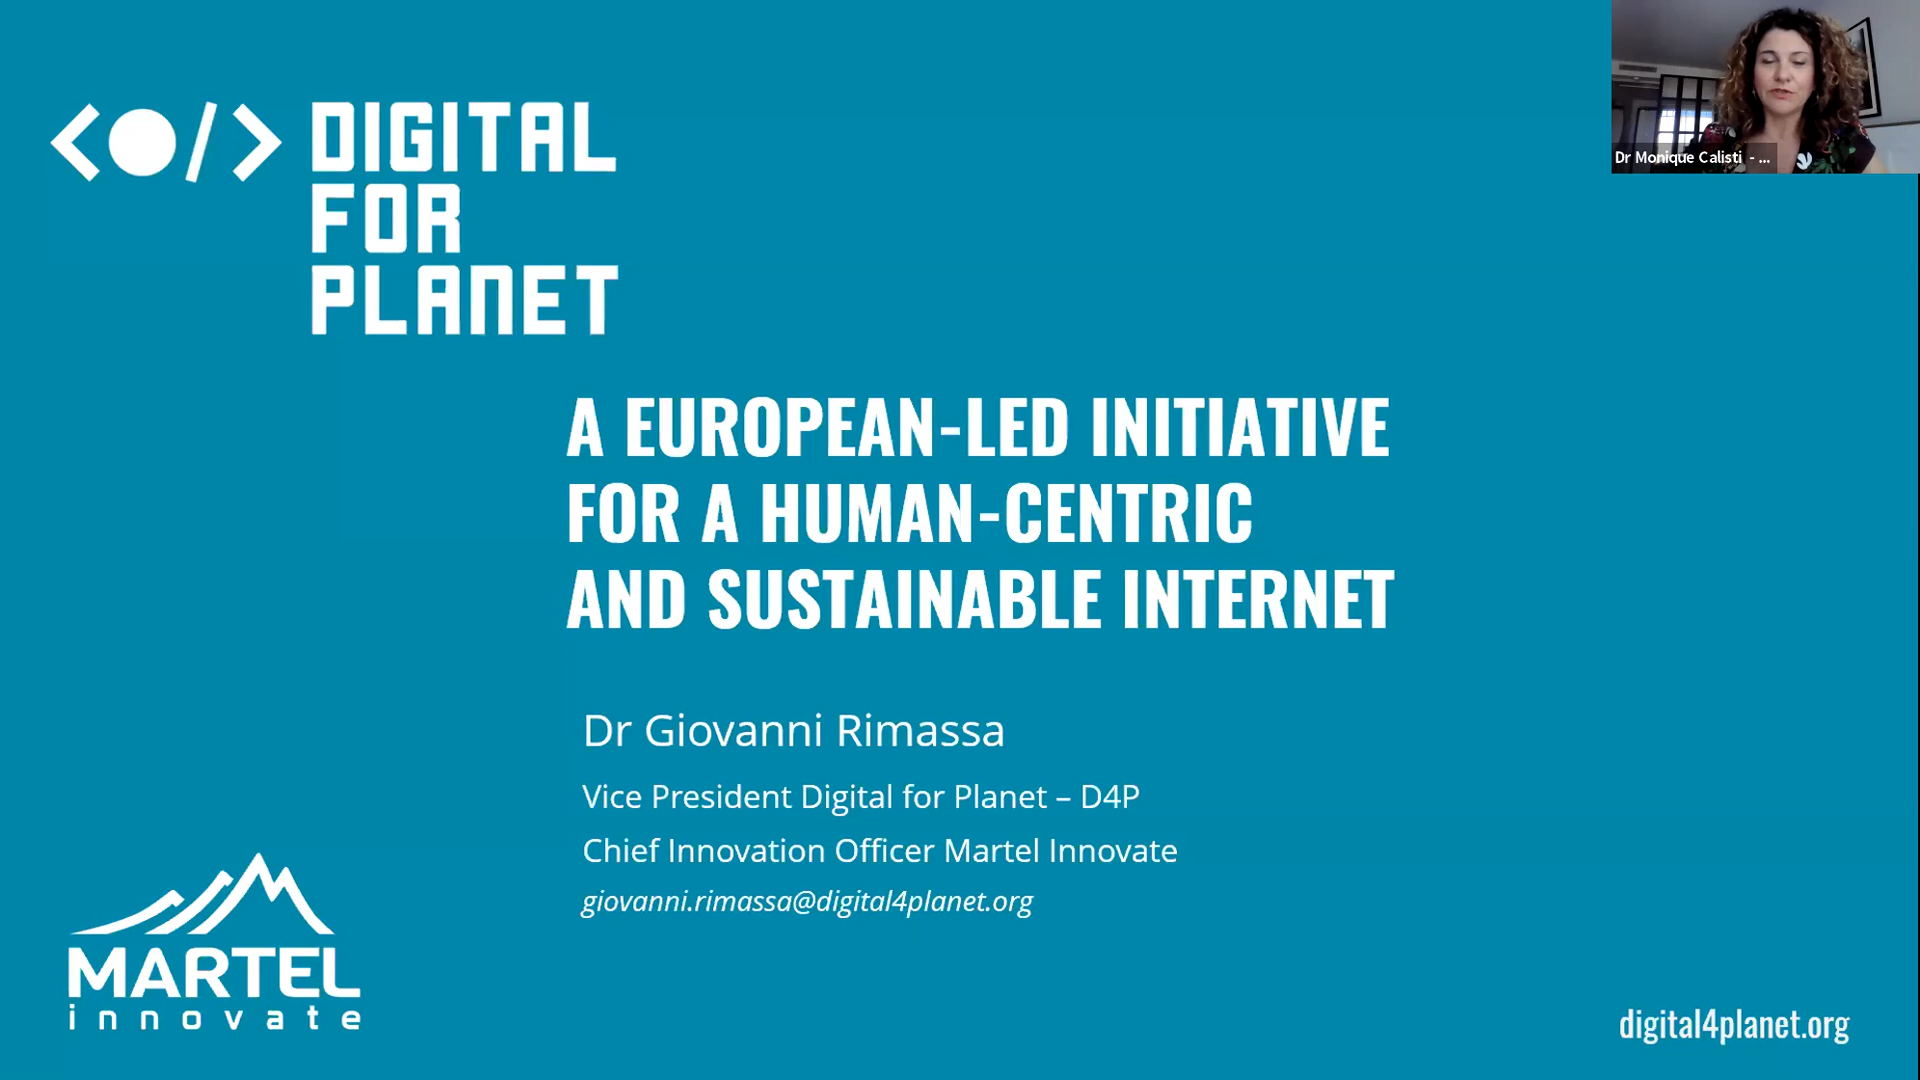 DIGITAL
FOR
PLANET
Dr Monique Calisti - ...
A EUROPEAN-LED INITIATIVE
FOR A HUMAN-CENTRIC
AND SUSTAINABLE INTERNET
Dr Giovanni Rimassa
Vice President Digital for Planet – D4P
Chief Innovation Officer Martel Innovate
giovanni.rimassa@digital4planet.org
MARTEL
innovate
digital4planet.org